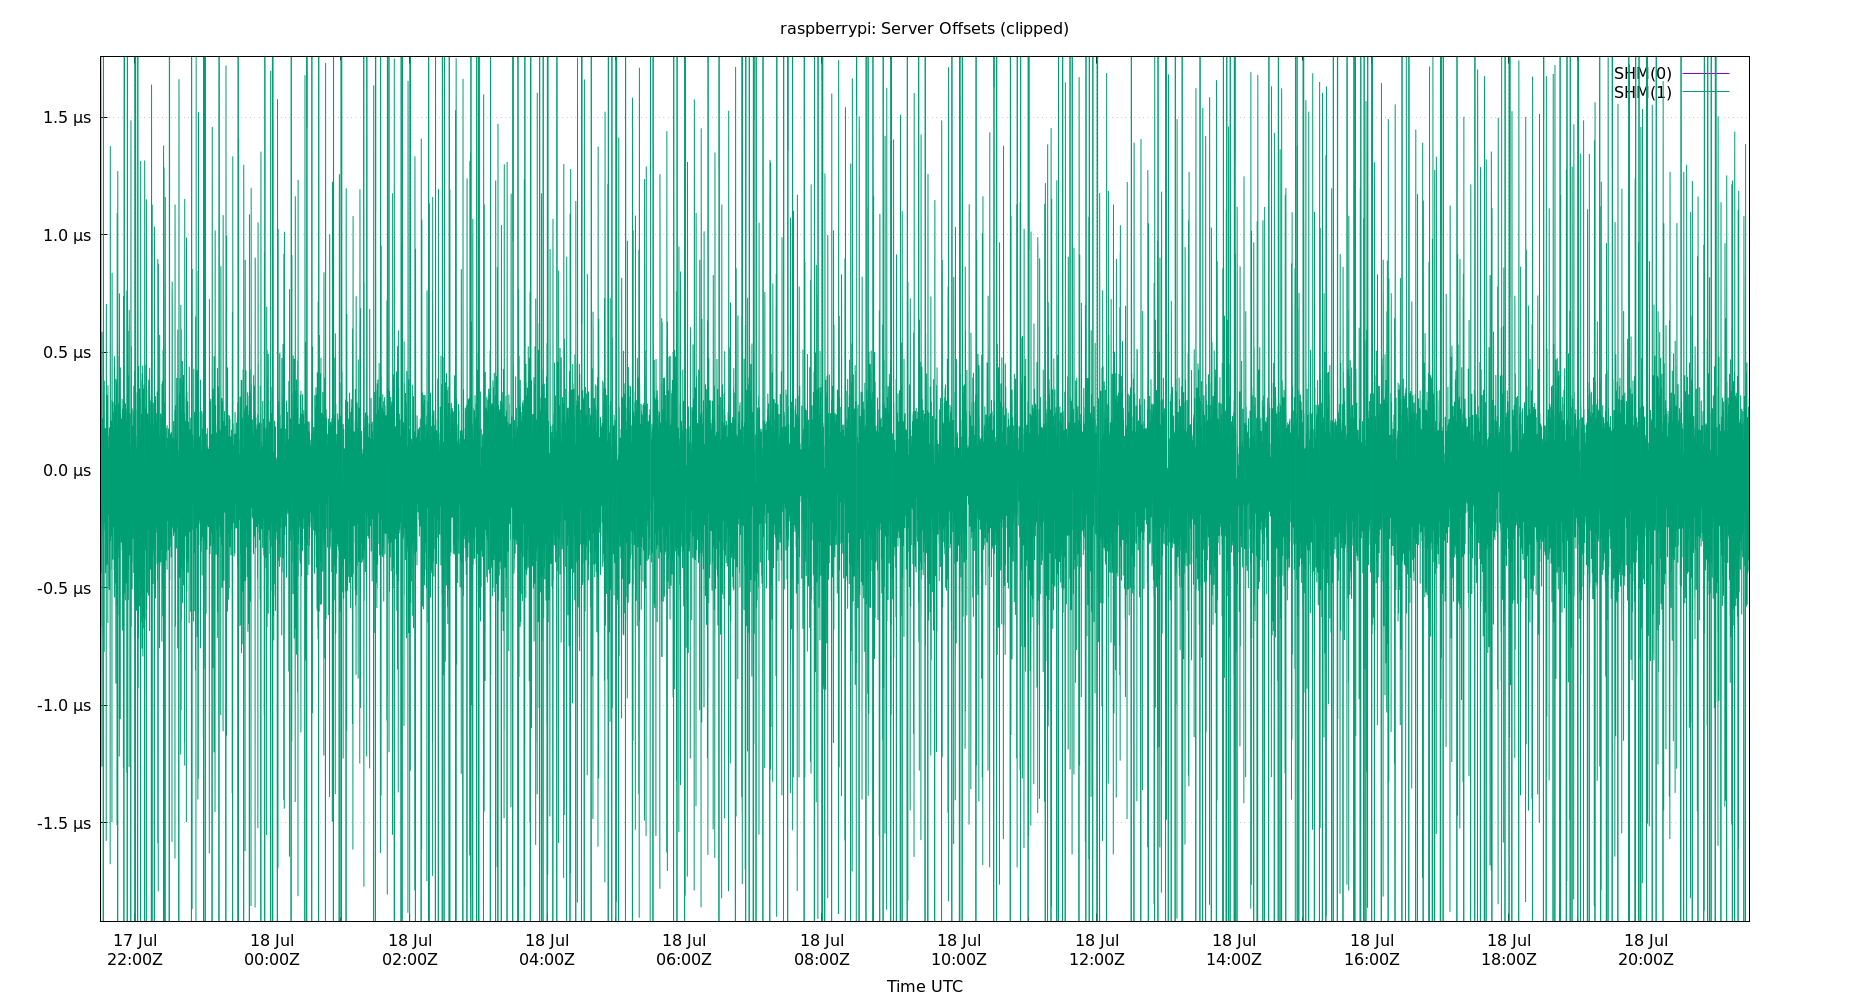 raspberrypi: Server Offsets (clipped)
SHM(0)
SHM(1)
1.5 µs
1.0 µs
0.5 µs
0.0 µs
-0.5 µs
-1.0 µs
-1.5 µs
17 Jul 18 Jul 18 Jul 18 Jul 18 Jul 18 Jul 18 Jul 18 Jul 18 Jul 18 Jul 18 Jul 18 Jul
22:00Z 00:00Z 02:00Z 04:00Z 06:00Z 08:00Z 10:00Z 12:00Z 14:00Z 16:00Z 18:00Z 20:00Z
Time UTC